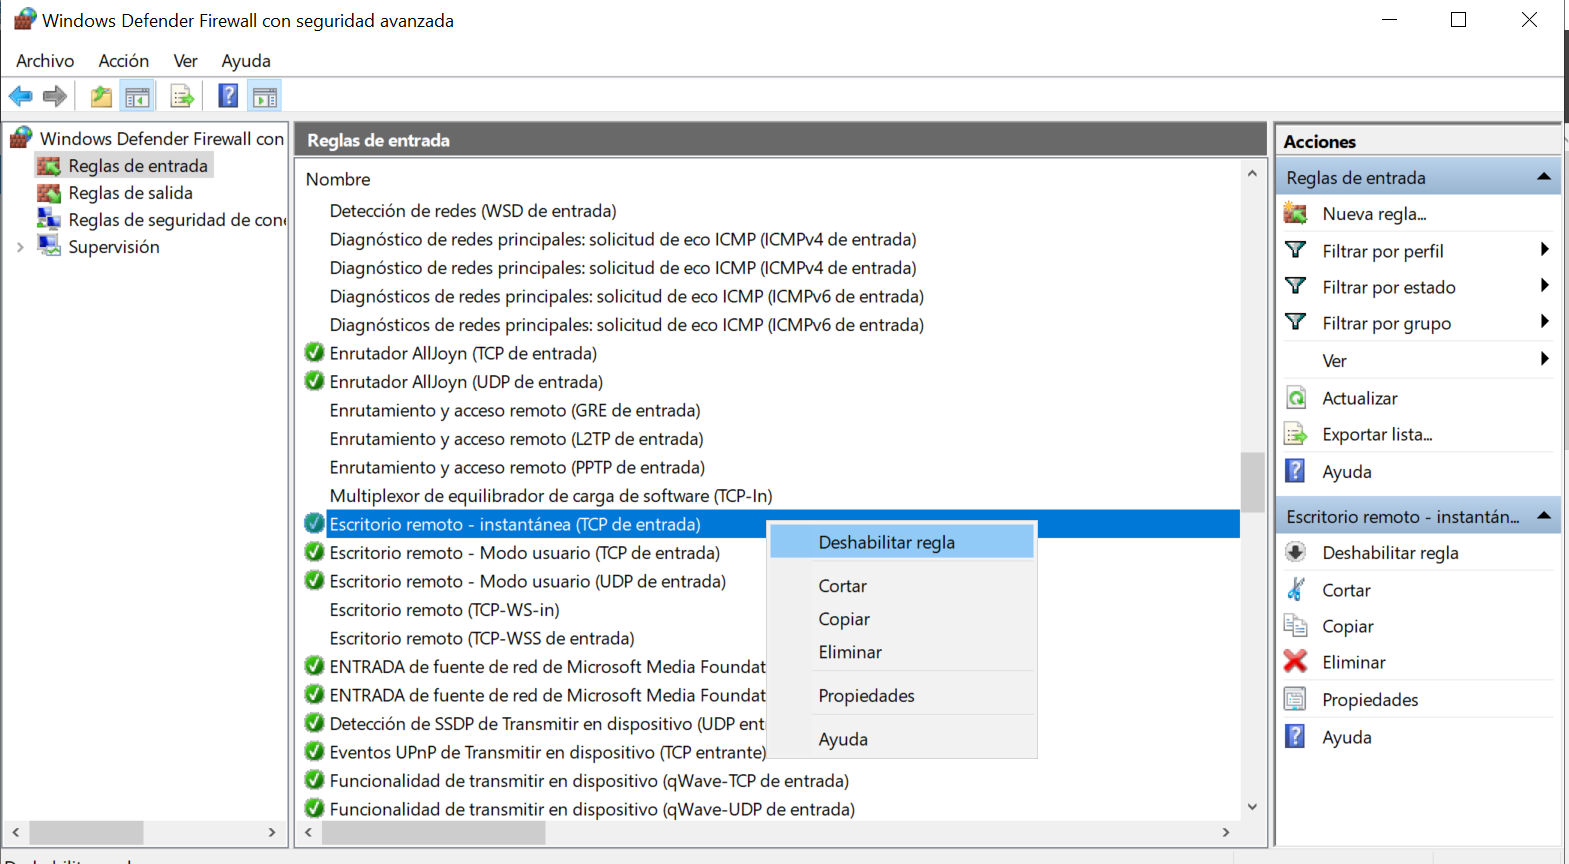 Windows Defender Firewall con seguridad avanzada
Archivo Acción Ver Ayuda
Windows Defender Firewall con
Reglas de entrada
Reglas de salida
Reglas de seguridad de
Supervisión
Reglas de entrada
Nombre
Detección de redes (WSD de entrada)
Diagnóstico de redes principales: solicitud de eco ICMP (ICMPv4 de entrada)
Diagnóstico de redes principales: solicitud de eco ICMP (ICMPv4 de entrada)
Diagnósticos de redes principales: solicitud de eco ICMP (ICMPv6 de entrada)
Diagnósticos de redes principales: solicitud de eco ICMP (ICMPv6 de entrada)
Enrutador AllJoyn (TCP de entrada)
Enrutador AllJoyn (UDP de entrada)
Enrutamiento y acceso remoto (GRE de entrada)
Enrutamiento y acceso remoto (L2TP de entrada)
Enrutamiento y acceso remoto (PPTP de entrada)
Multiplexor de equilibrador de carga de software (TCP-In)
Escritorio remoto - instantánea (TCP de entrada)
Escritorio remoto - Modo usuario (TCP de entrada)
Escritorio remoto - Modo usuario (UDP de entrada)
Escritorio remoto (TCP-WS-in)
Escritorio remoto (TCP-WSS de entrada)
ENTRADA de fuente de red de Microsoft Media Foundat
ENTRADA de fuente de red de Microsoft Media Foundat
Detección de SSDP de Transmitir en dispositivo (UDP ent
Eventos UPnP de Transmitir en dispositivo (TCP entrante)
Funcionalidad de transmitir en dispositivo (qWave-TCP de entrada)
Funcionalidad de transmitir en dispositivo (qWave-UDP de entrada)
Deshabilitar regla
Cortar
Copiar
Eliminar
Propiedades
Ayuda
Acciones
Reglas de entrada
Nueva regla...
Filtrar por perfil
Filtrar por estado
Filtrar por grupo
Ver
Actualizar
Exportar lista...
Ayuda
Escritorio remoto - instantán...
Deshabilitar regla
Cortar
Copiar
Eliminar
Propiedades
Ayuda